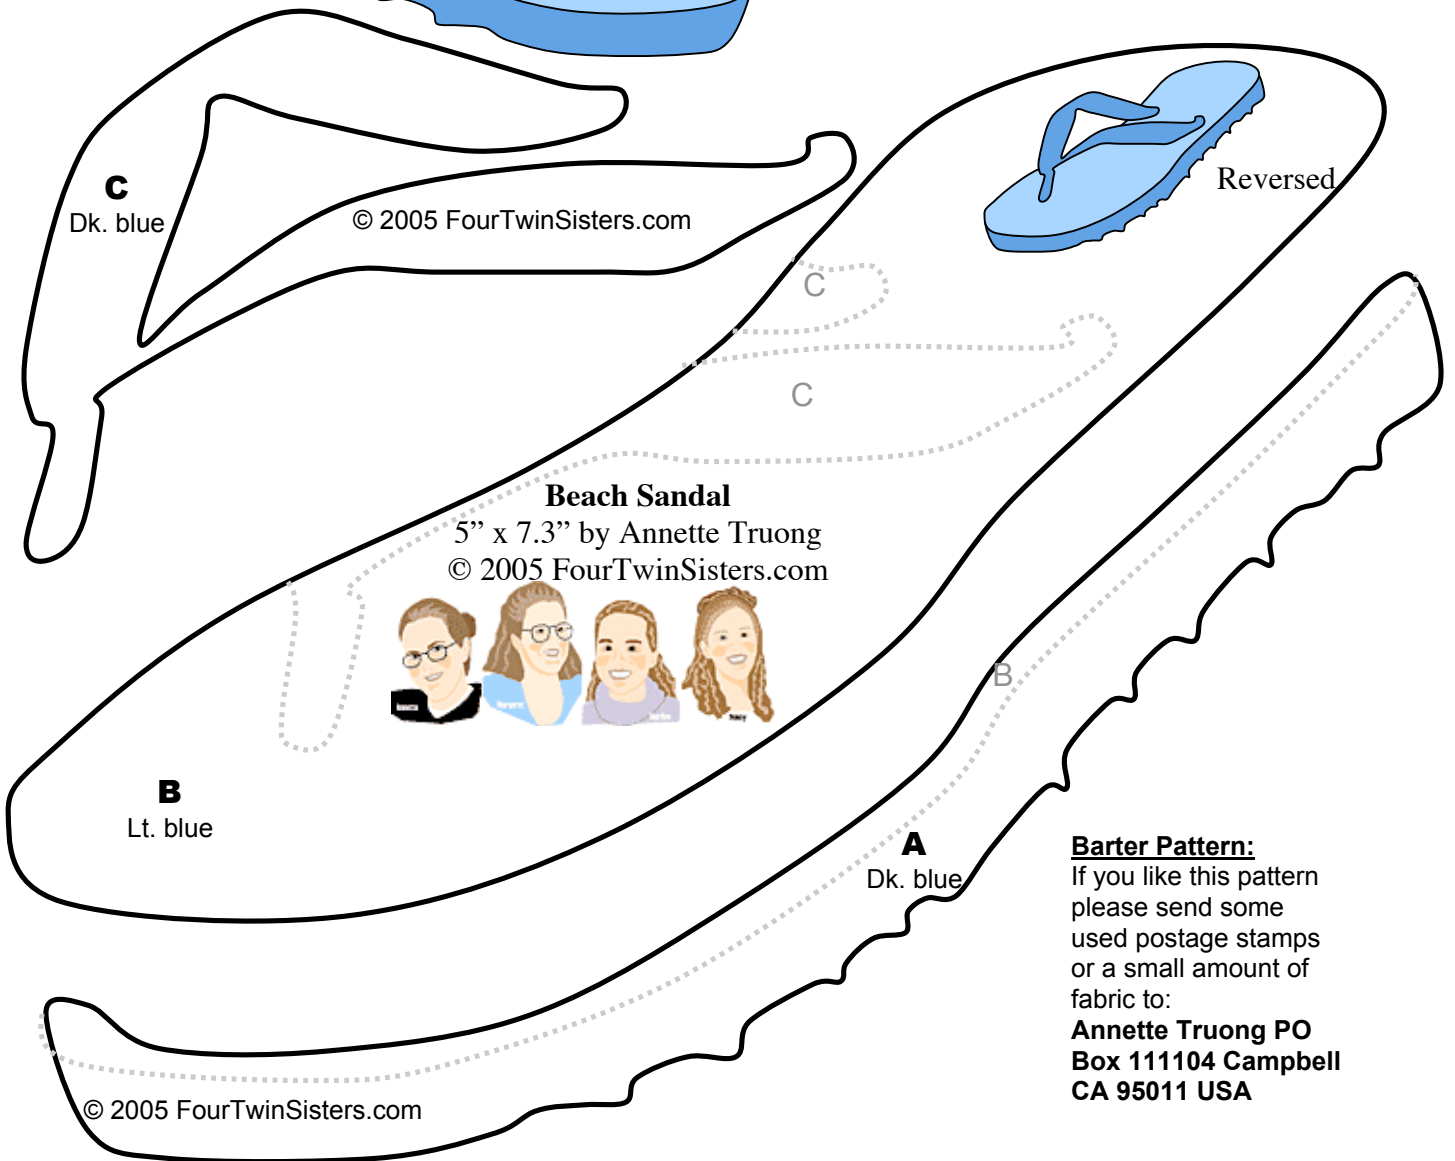 Reversed
C
Dk. blue
© 2005 FourTwinSisters.com
C
C
Beach Sandal
5” x 7.3” by Annette Truong
© 2005 FourTwinSisters.com
B
Lt. blue
B
A
Dk. blue
Barter Pattern:
If you like this pattern
please send some
used postage stamps
or a small amount of
fabric to:
Annette Truong PO
Box 111104 Campbell
CA 95011 USA
© 2005 FourTwinSisters.com